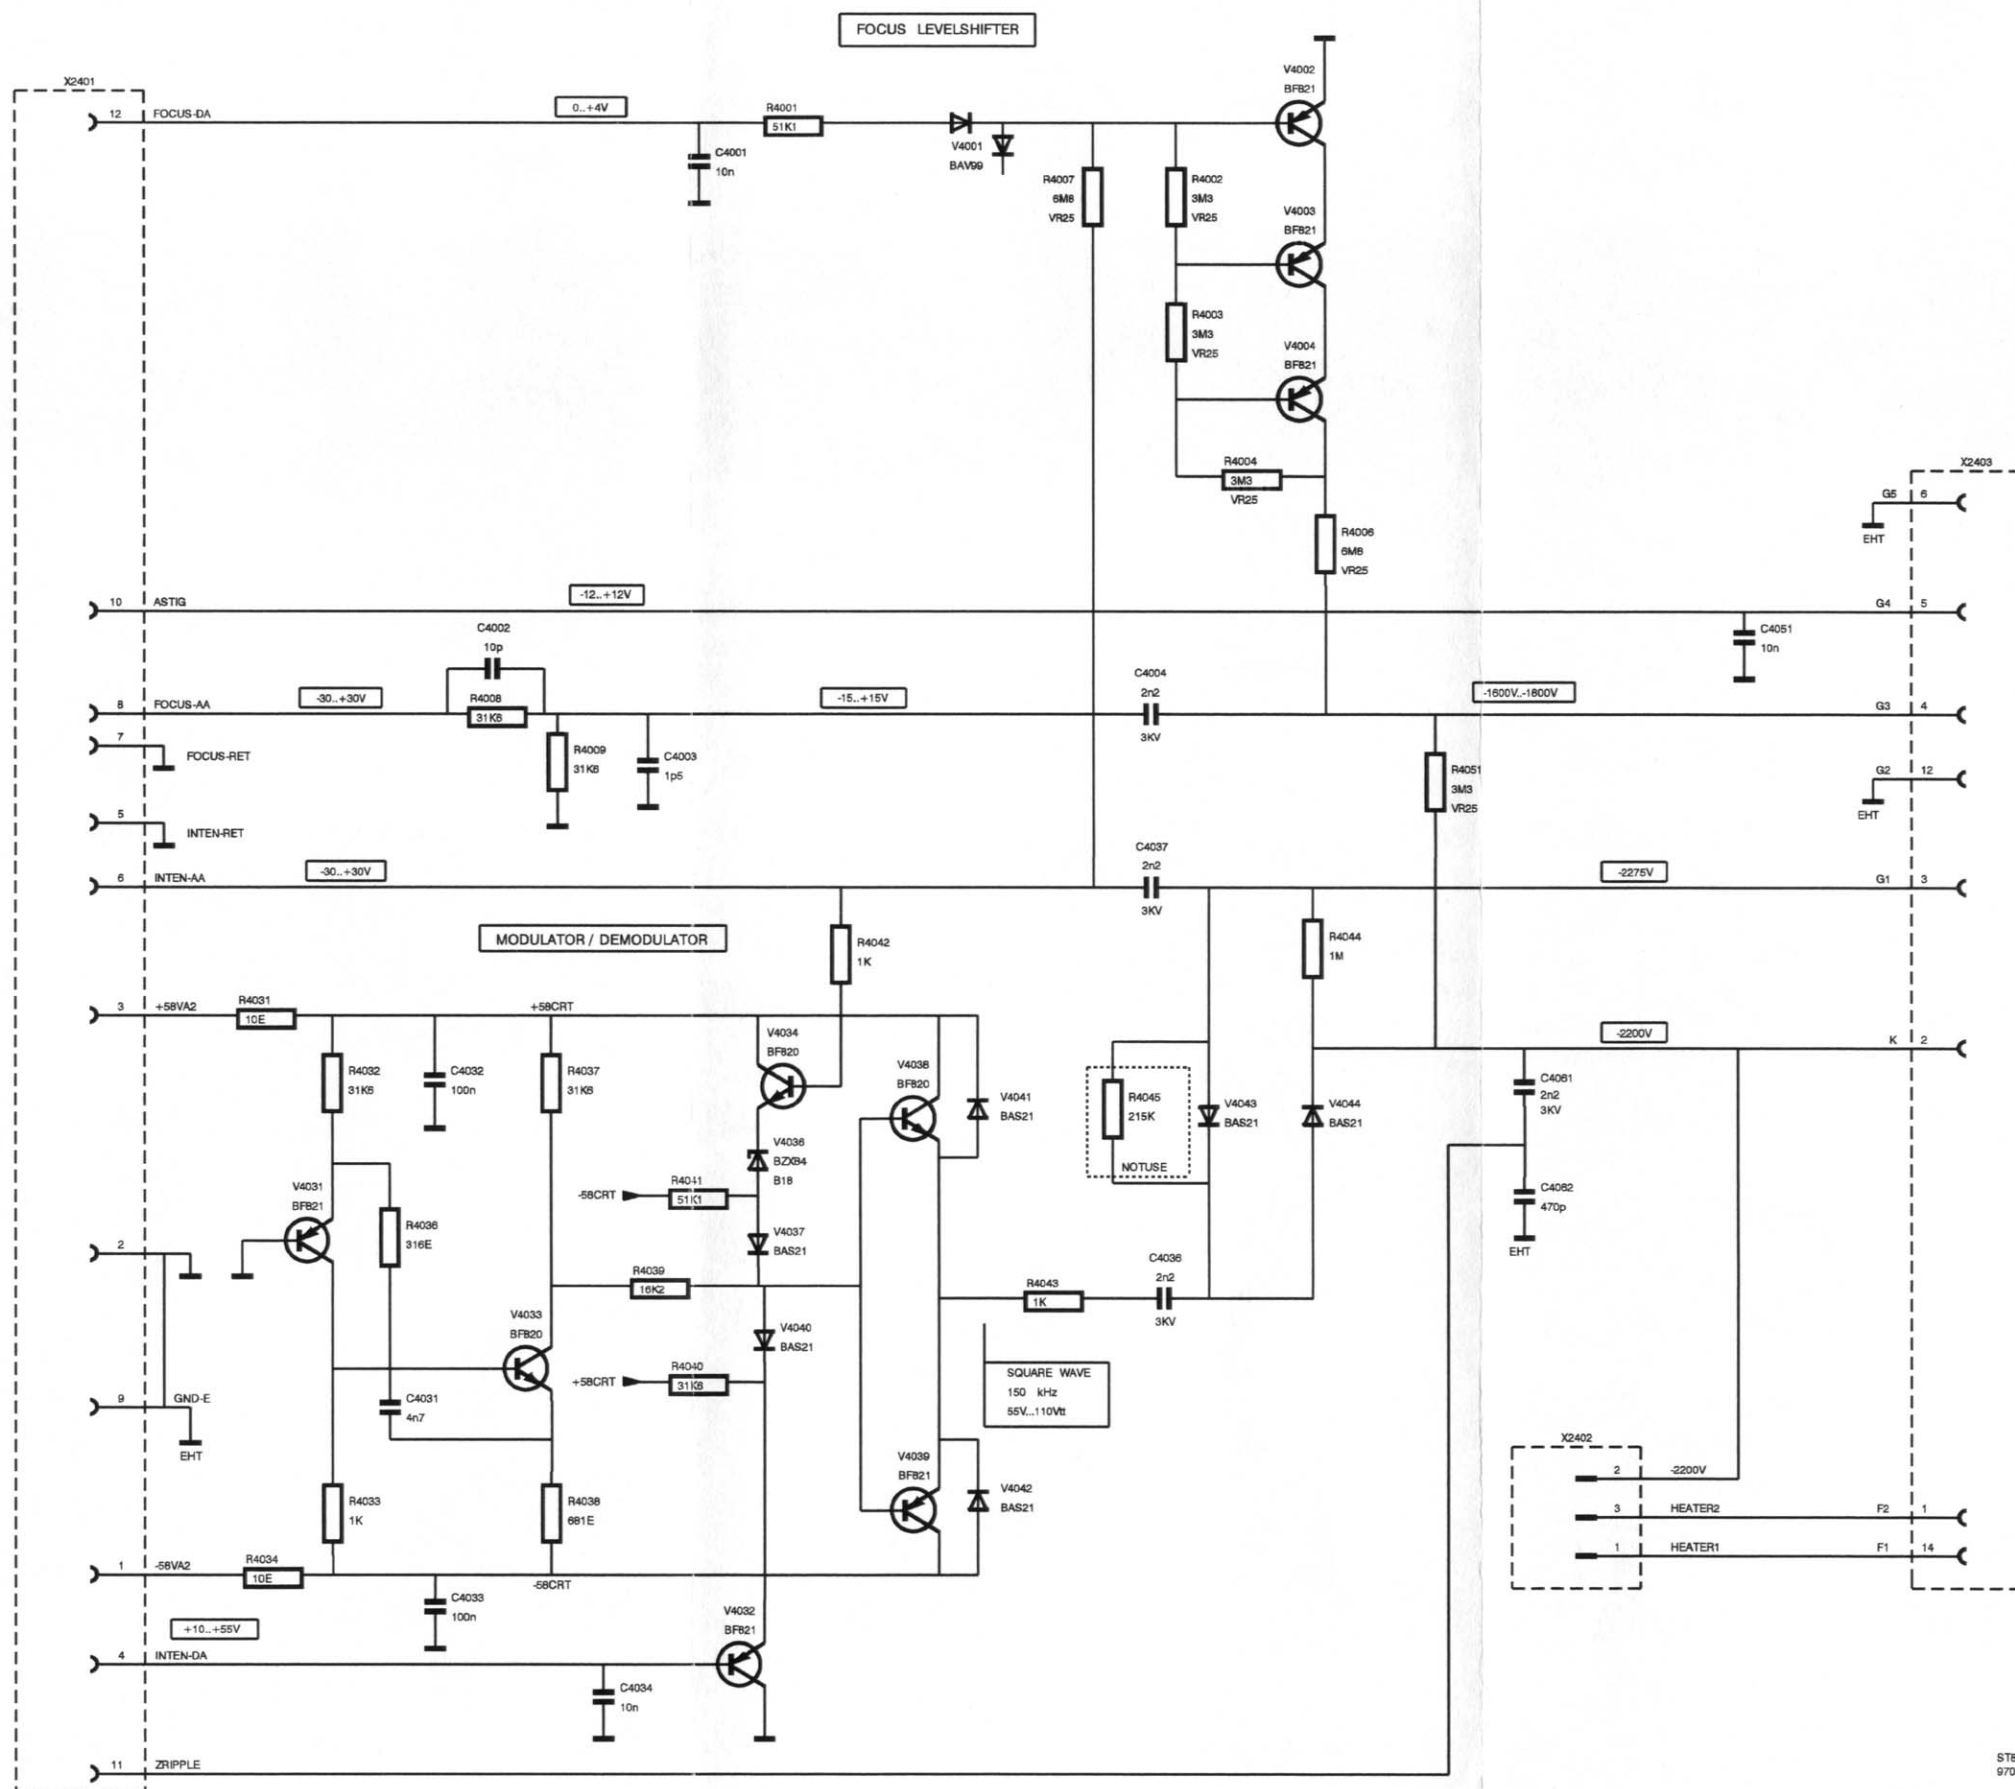 FOCUS LEVELSHIFTER
X2401
12 FOCUS-DA
0..+4V
R4001
51K1
C4001
10n
V4001
BAV99
V4002
BF821
R4007
6M8
VR25
R4002
3M3
VR25
V4003
BF821
R4003
3M3
VR25
V4004
BF821
R4004
3M3
VR25
R4006
6M8
VR25
X2403
G5 6
EHT
10 ASTIG
-12..+12V
G4 5
C4051
10n
C4002
10p
8 FOCUS-AA
-30..+30V
R4008
31K6
-15..+15V
C4004
2n2
3KV
-1600V..-1800V
G3 4
7
FOCUS-RET
R4009
31K6
C4003
1p5
R4051
3M3
VR25
G2 12
EHT
5
INTEN-RET
6 INTEN-AA
-30..+30V
C4037
2n2
3KV
-2275V
G1 3
MODULATOR / DEMODULATOR
R4042
1K
R4044
1M
3 +58VA2
R4031
10E
+58CRT
V4034
BF820
-2200V
K 2
R4032
31K6
C4032
100n
R4037
31K6
V4038
BF820
V4041
BAS21
R4045
215K
NOTUSE
V4043
BAS21
V4044
BAS21
C4061
2n2
3KV
V4036
BZX84
B18
-58CRT
R4041
51K1
V4031
BF821
R4036
316E
V4037
BAS21
C4062
470p
EHT
2
R4039
16K2
R4043
1K
C4036
2n2
3KV
V4033
BF820
V4040
BAS21
+58CRT
R4040
31K6
SQUARE WAVE
150 kHz
55V...110Vtt
9 GND-E
EHT
C4031
4n7
X2402
2 -2200V
V4039
BF821
V4042
BAS21
R4033
1K
R4038
681E
3 HEATER2
F2 1
1 HEATER1
F1 14
1 -58VA2
R4034
10E
-58CRT
C4033
100n
+10..+55V
V4032
BF821
4 INTEN-DA
C4034
10n
11 ZRIPPLE
ST8
970